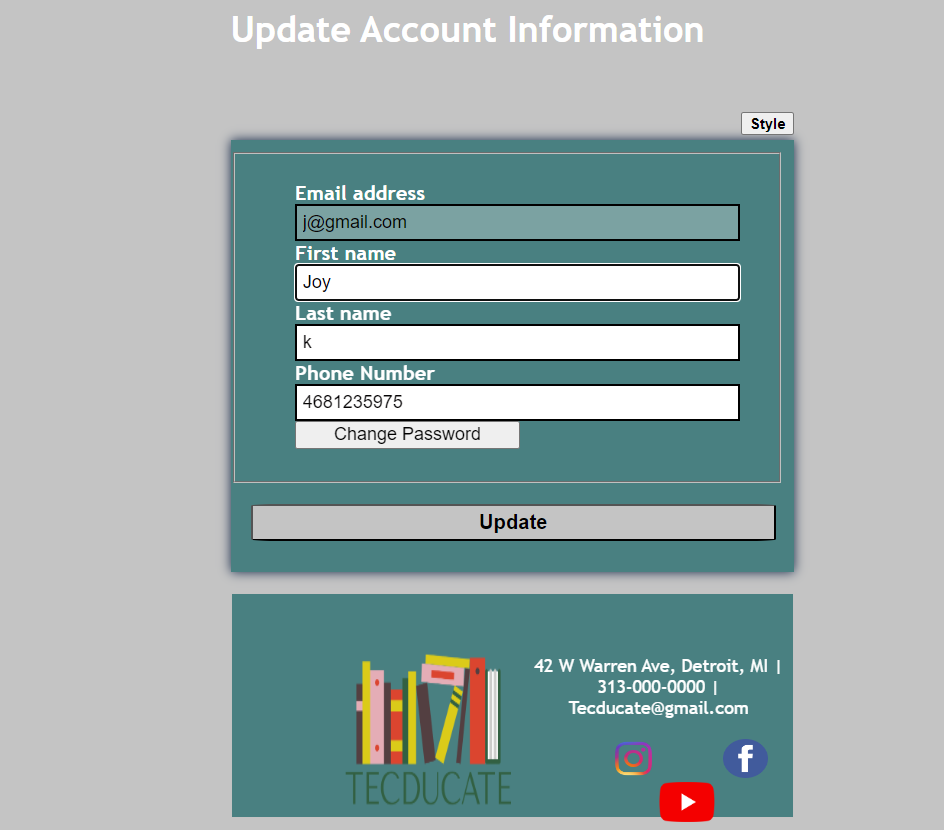 Update Account Information
Style
Email address
j@gmail.com
First name
Joy
Last name
k
Phone Number
4681235975
Change Password
Update
42 W Warren Ave, Detroit, MI |
313-000-0000 |
Tecducate@gmail.com
TECDUCATE